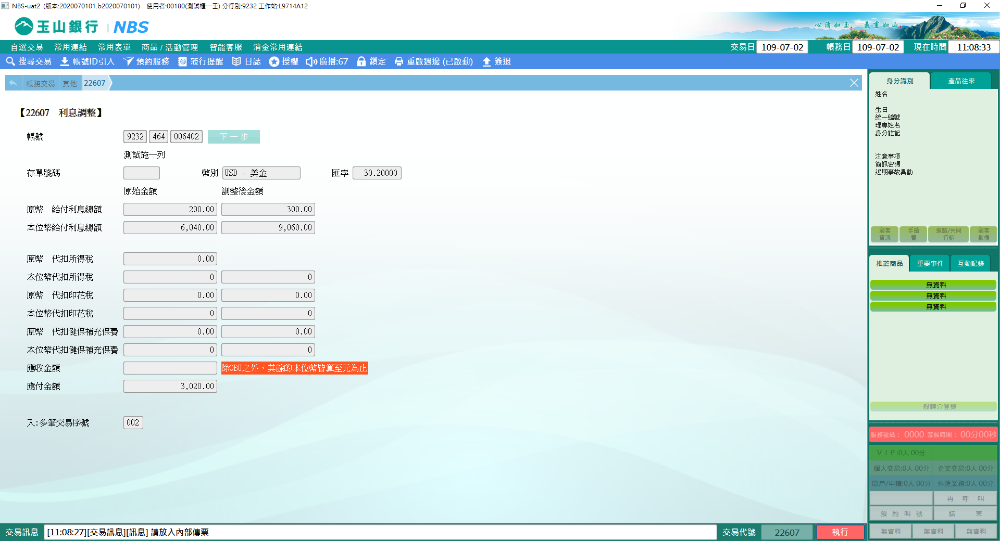 NBS-uat2 (版本:2020070101.b2020070101) 使用者:00180(測試櫃一王) 分行別:9232 工作站:L9714A12
玉山銀行 | NBS
心清如玉 義重如山
自選交易 常用連結 常用表單 商品 / 活動管理 智能客服 消金常用連結 交易日 109-07-02 帳務日 109-07-02 現在時間 11:08:33
搜尋交易 帳號ID引入 預約服務 蒞行提醒 日誌 授權 廣播:67 鎖定 重啟週邊 (已啟動) 簽退
帳務交易 其他 22607
【22607 利息調整】
帳號 9232 464 006402 下一步
測試施一列
存單號碼 幣別 USD - 美金 匯率 30.20000
原始金額 調整後金額
原幣 給付利息總額 200.00 300.00
本位幣給付利息總額 6,040.00 9,060.00
原幣 代扣所得稅 0.00
本位幣代扣所得稅 0 0
原幣 代扣印花稅 0.00 0.00
本位幣代扣印花稅 0 0
原幣 代扣健保補充保費 0.00 0.00
本位幣代扣健保補充保費 0 0
應收金額 除OBU之外，其餘的本位幣皆算至元為止
應付金額 3,020.00
入:多筆交易序號 002
身分識別 產品往來
姓名
生日
統一編號
理專姓名
身分註記
注意事項
簡訊密碼
近期事故異動
顧客資訊 手續費 通路/共同行銷 顧客影像
推薦商品 重要事件 互動記錄
無資料
無資料
無資料
一般轉介登錄
服務號碼： 0000 等候時間： 00分00秒
ＶＩＰ:0人 00分
個人交易:0人 00分 企業交易:0人 00分
開戶/申請:0人 00分 外匯業務:0人 00分
再 呼 叫
預 約 叫 號 結 束
無資料 無資料 無資料
交易訊息 [11:08:27][交易訊息][訊息] 請放入內部傳票 交易代號 22607 執行